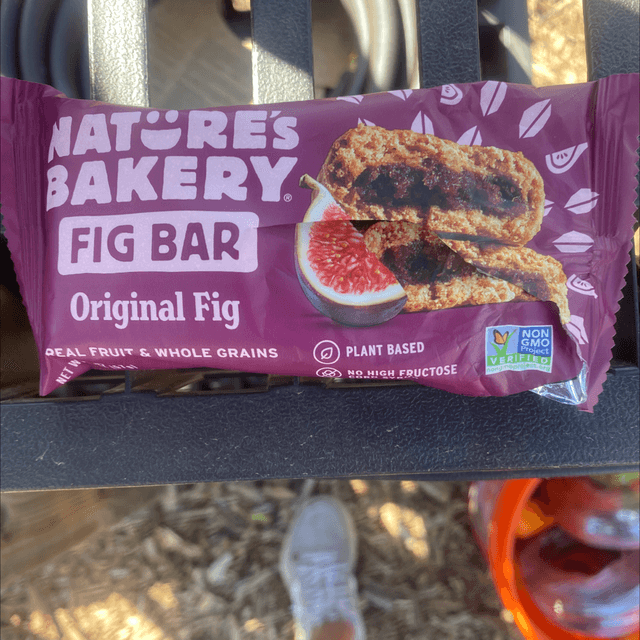 NATURE'S
BAKERY®
FIG BAR
Original Fig
REAL FRUIT & WHOLE GRAINS
NET W
PLANT BASED
NO HIGH FRUCTOSE
NON
GMO
Project
VERIFIED